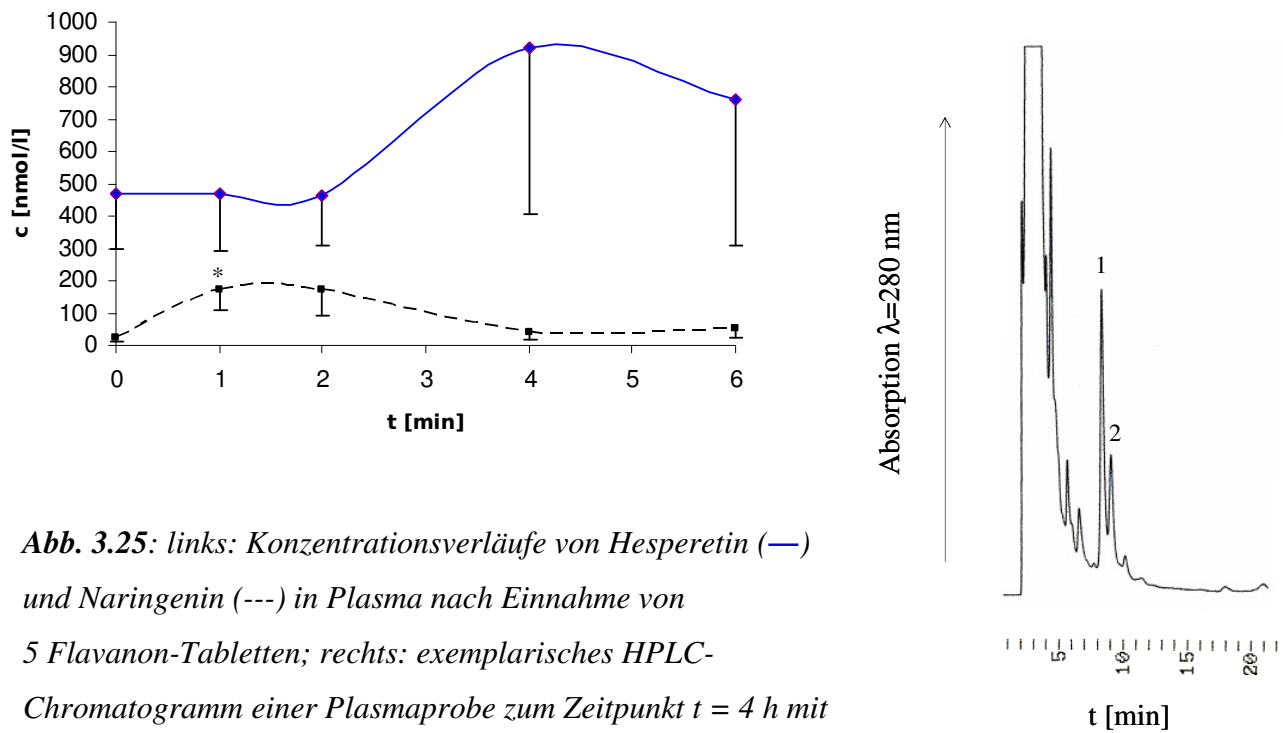 1000
900
800
700
600
500
400
300
200
100
0
c [nmol/l]
*
0 1 2 3 4 5 6
t [min]
Absorption λ=280 nm
1
2
5 10 15 20
t [min]
Abb. 3.25: links: Konzentrationsverläufe von Hesperetin (—)
und Naringenin (---) in Plasma nach Einnahme von
5 Flavanon-Tabletten; rechts: exemplarisches HPLC-
Chromatogramm einer Plasmaprobe zum Zeitpunkt t = 4 h mit